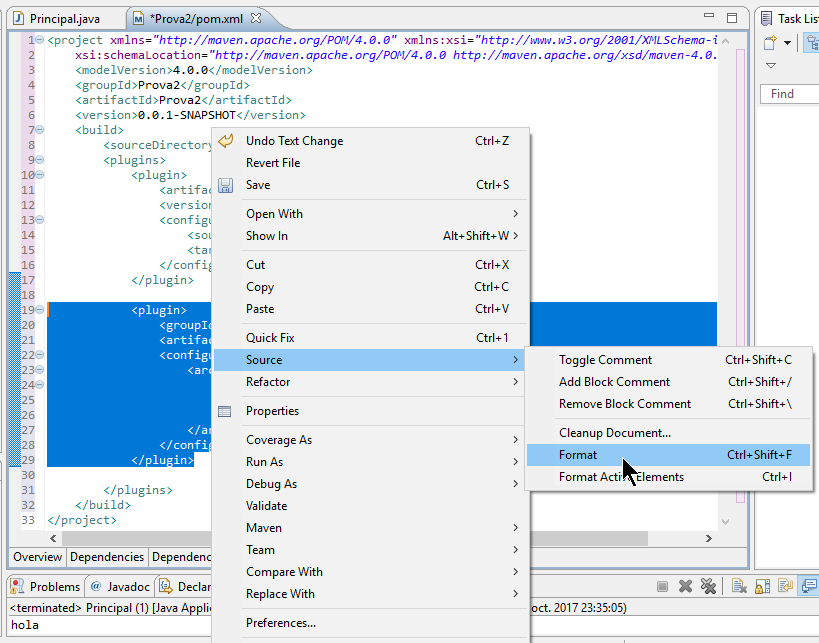 Principal.java
*Prova2/pom.xml
Task List
1 <project xmlns="http://maven.apache.org/POM/4.0.0" xmlns:xsi="http://www.w3.org/2001/XMLSchema-i
2 xsi:schemaLocation="http://maven.apache.org/POM/4.0.0 http://maven.apache.org/xsd/maven-4.0.
3 <modelVersion>4.0.0</modelVersion>
4 <groupId>Prova2</groupId>
5 <artifactId>Prova2</artifactId>
6 <version>0.0.1-SNAPSHOT</version>
7 <build>
8 <sourceDirectory
9 <plugins>
10 <plugin>
11 <artifac
12 <version
13 <configu
14 <sou
15 <tar
16 </config
17 </plugin>
18
19 <plugin>
20 <groupId
21 <artifac
22 <configu
23 <arc
24
25
26
27 </ar
28 </config
29 </plugin>
30
31 </plugins>
32 </build>
33 </project>
Find
Undo Text Change Ctrl+Z
Revert File
Save Ctrl+S
Open With
Show In Alt+Shift+W
Cut Ctrl+X
Copy Ctrl+C
Paste Ctrl+V
Quick Fix Ctrl+1
Source
Refactor
Properties
Coverage As
Run As
Debug As
Validate
Maven
Team
Compare With
Replace With
Preferences...
Toggle Comment Ctrl+Shift+C
Add Block Comment Ctrl+Shift+/
Remove Block Comment Ctrl+Shift+\
Cleanup Document...
Format Ctrl+Shift+F
Format Active Elements Ctrl+I
Overview Dependencies Dependenc
Problems @ Javadoc Declar
<terminated> Principal (1) [Java Applic oct. 2017 23:35:05)
hola